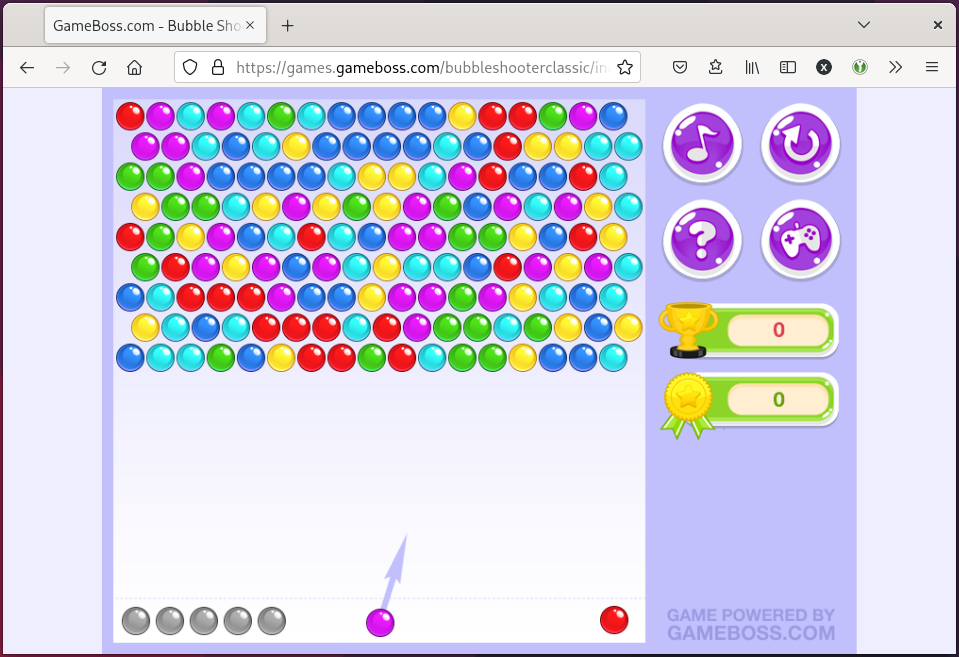 GameBoss.com - Bubble Sho
https://games.gameboss.com/bubbleshooterclassic/in
0
0
GAME POWERED BY
GAMEBOSS.COM